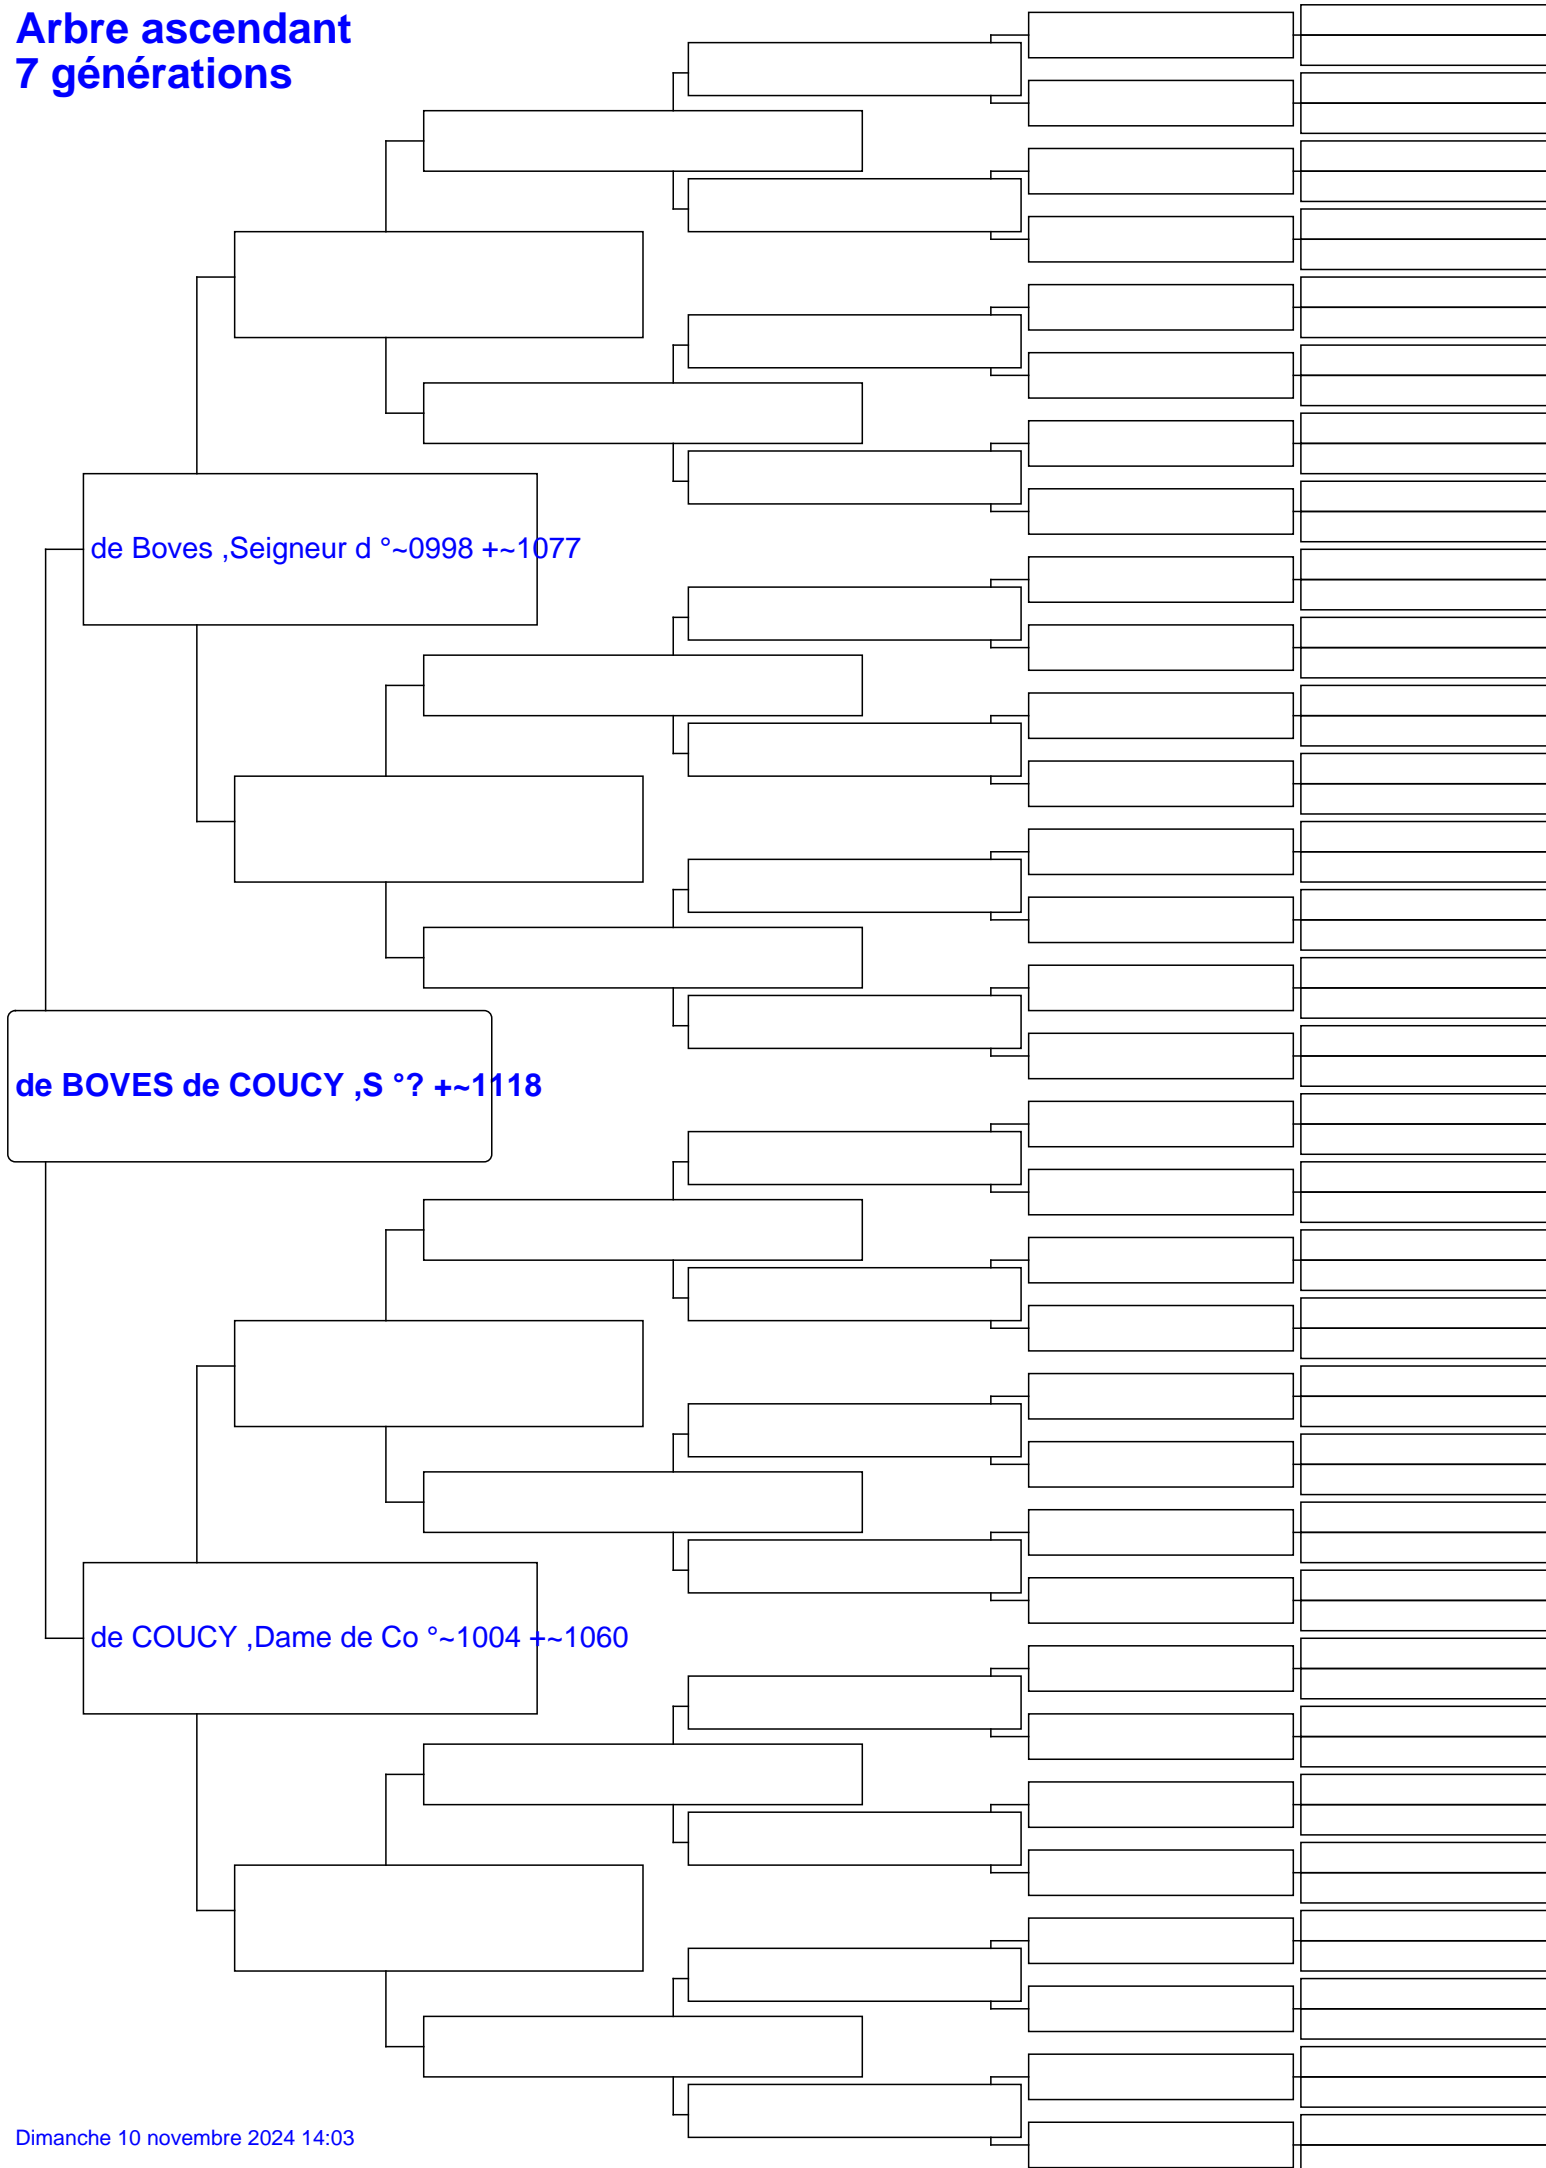 Arbre ascendant
7 générations
de Boves ,Seigneur d °~0998 +~1077
de BOVES de COUCY ,S °? +~1118
de COUCY ,Dame de Co °~1004 +~1060
Dimanche 10 novembre 2024 14:03